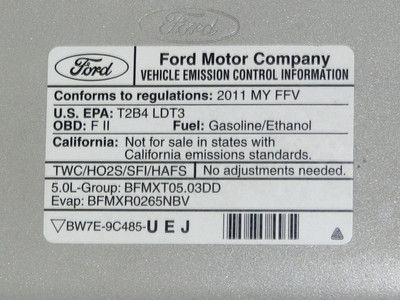 Ford
Ford
Ford Motor Company
VEHICLE EMISSION CONTROL INFORMATION
Conforms to regulations: 2011 MY FFV
U.S. EPA: T2B4 LDT3
OBD: F II Fuel: Gasoline/Ethanol
California: Not for sale in states with
California emissions standards.
TWC/HO2S/SFI/HAFS No adjustments needed.
5.0L-Group: BFMXT05.03DD
Evap: BFMXR0265NBV
BW7E-9C485-UEJ